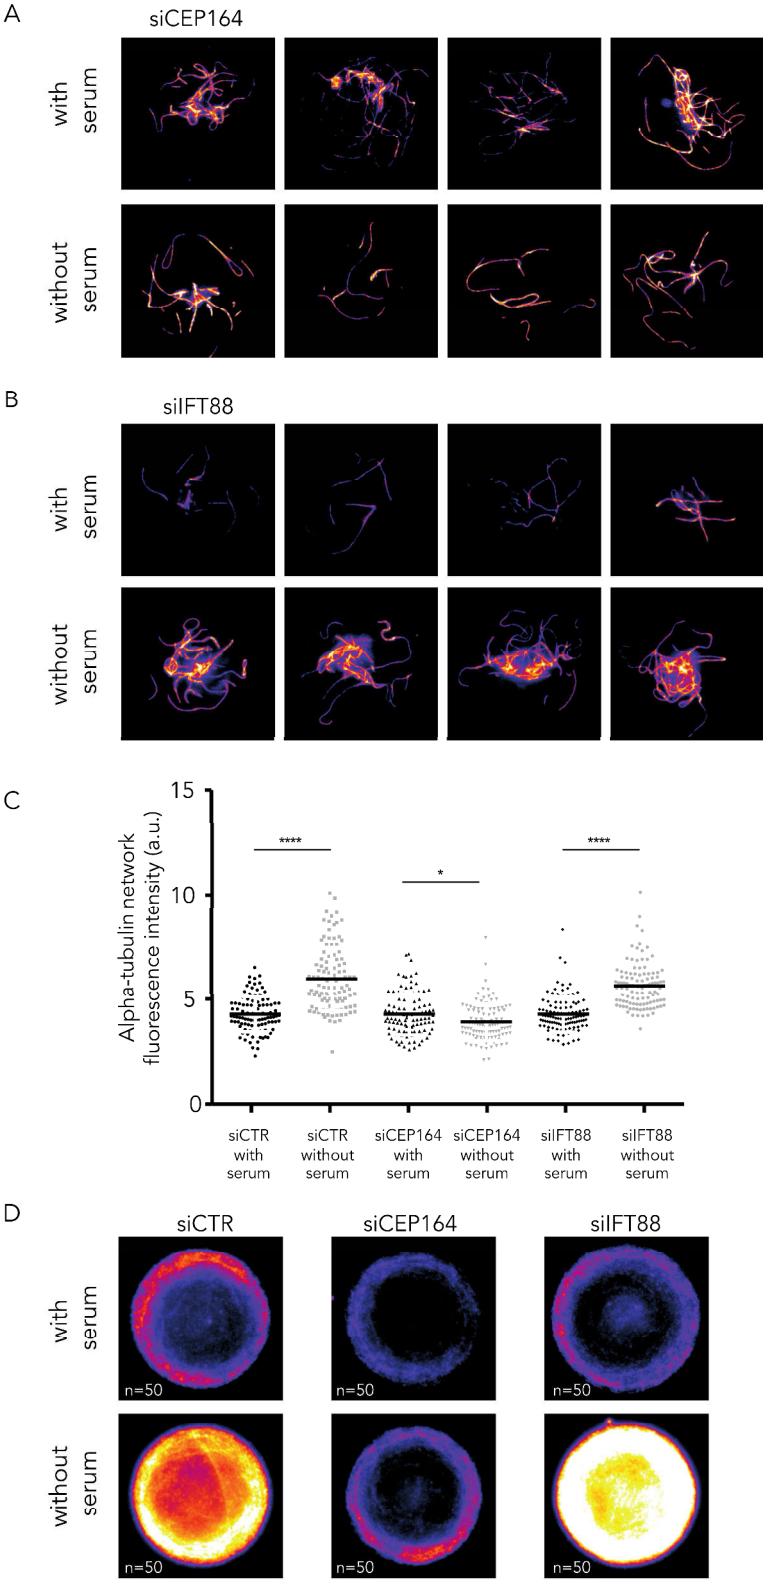 A
siCEP164
with
serum
without
serum
B
siIFT88
with
serum
without
serum
C
Alpha-tubulin network
fluorescence intensity (a.u.)
15
10
5
0
****
*
****
siCTR
with
serum
siCTR
without
serum
siCEP164
with
serum
siCEP164
without
serum
siIFT88
with
serum
siIFT88
without
serum
D
siCTR
siCEP164
siIFT88
with
serum
n=50
n=50
n=50
without
serum
n=50
n=50
n=50